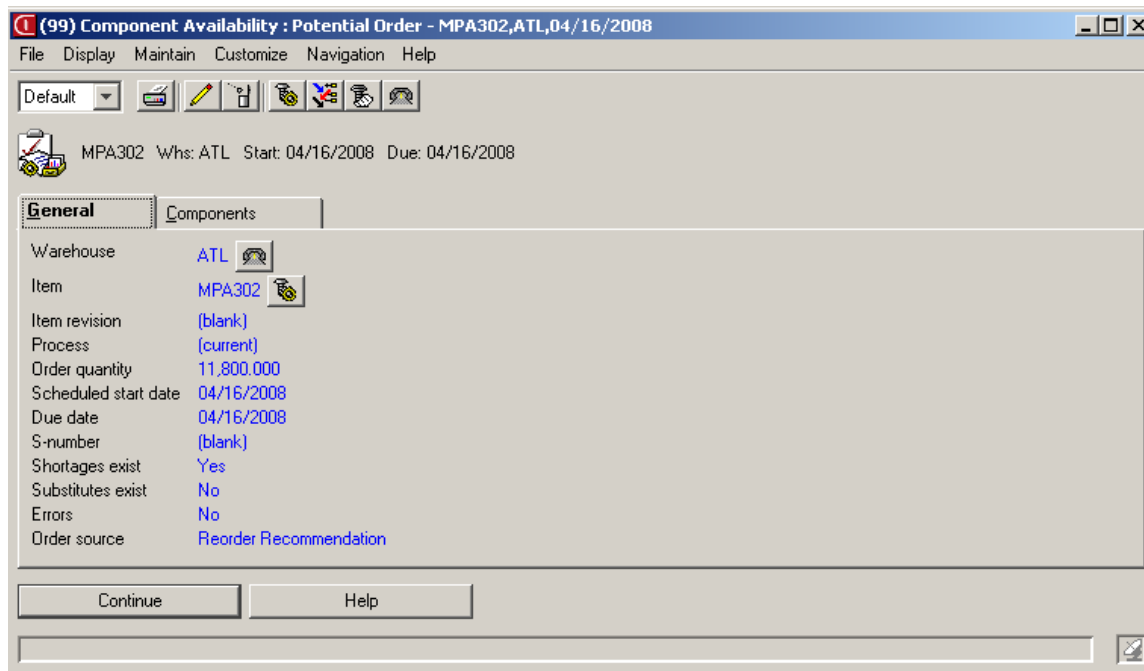 (99) Component Availability : Potential Order - MPA302,ATL,04/16/2008
File Display Maintain Customize Navigation Help
Default
MPA302 Whs: ATL Start: 04/16/2008 Due: 04/16/2008
General Components
Warehouse ATL
Item MPA302
Item revision (blank)
Process (current)
Order quantity 11,800.000
Scheduled start date 04/16/2008
Due date 04/16/2008
S-number (blank)
Shortages exist Yes
Substitutes exist No
Errors No
Order source Reorder Recommendation
Continue Help